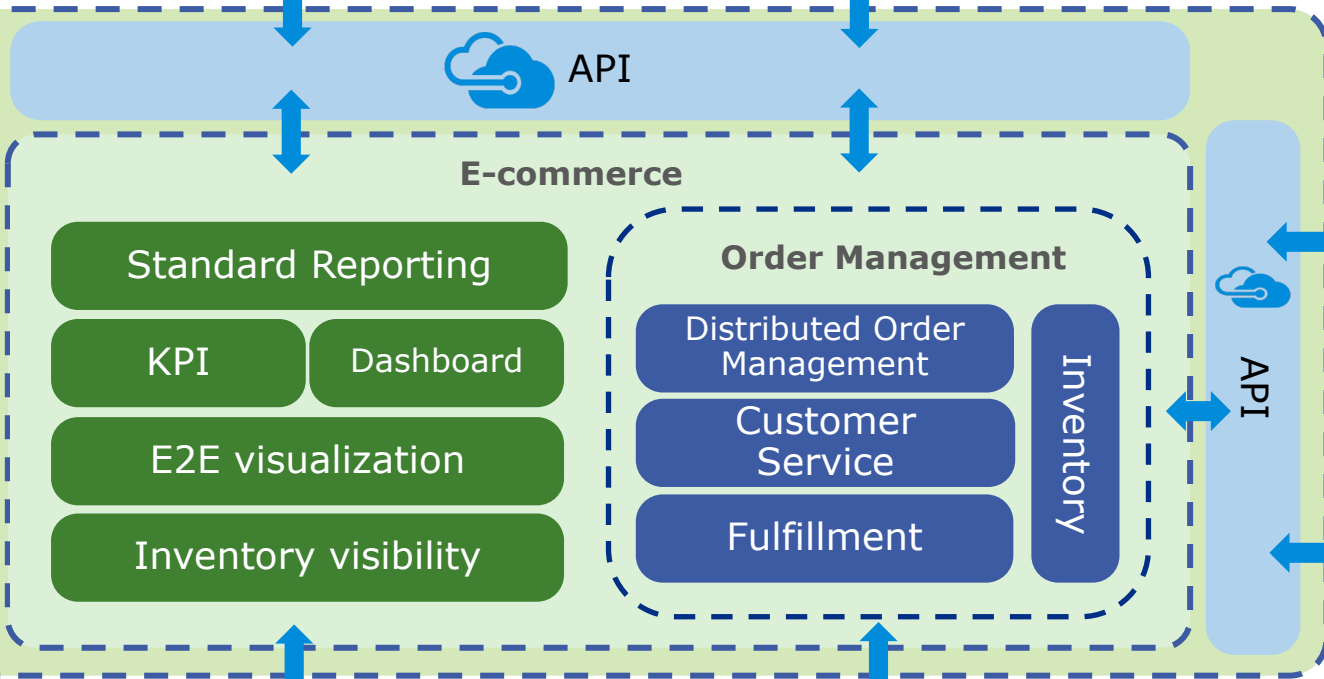 API
E-commerce
Standard Reporting
KPI
Dashboard
E2E visualization
Inventory visibility
Order Management
Distributed Order
Management
Customer
Service
Fulfillment
Inventory
API